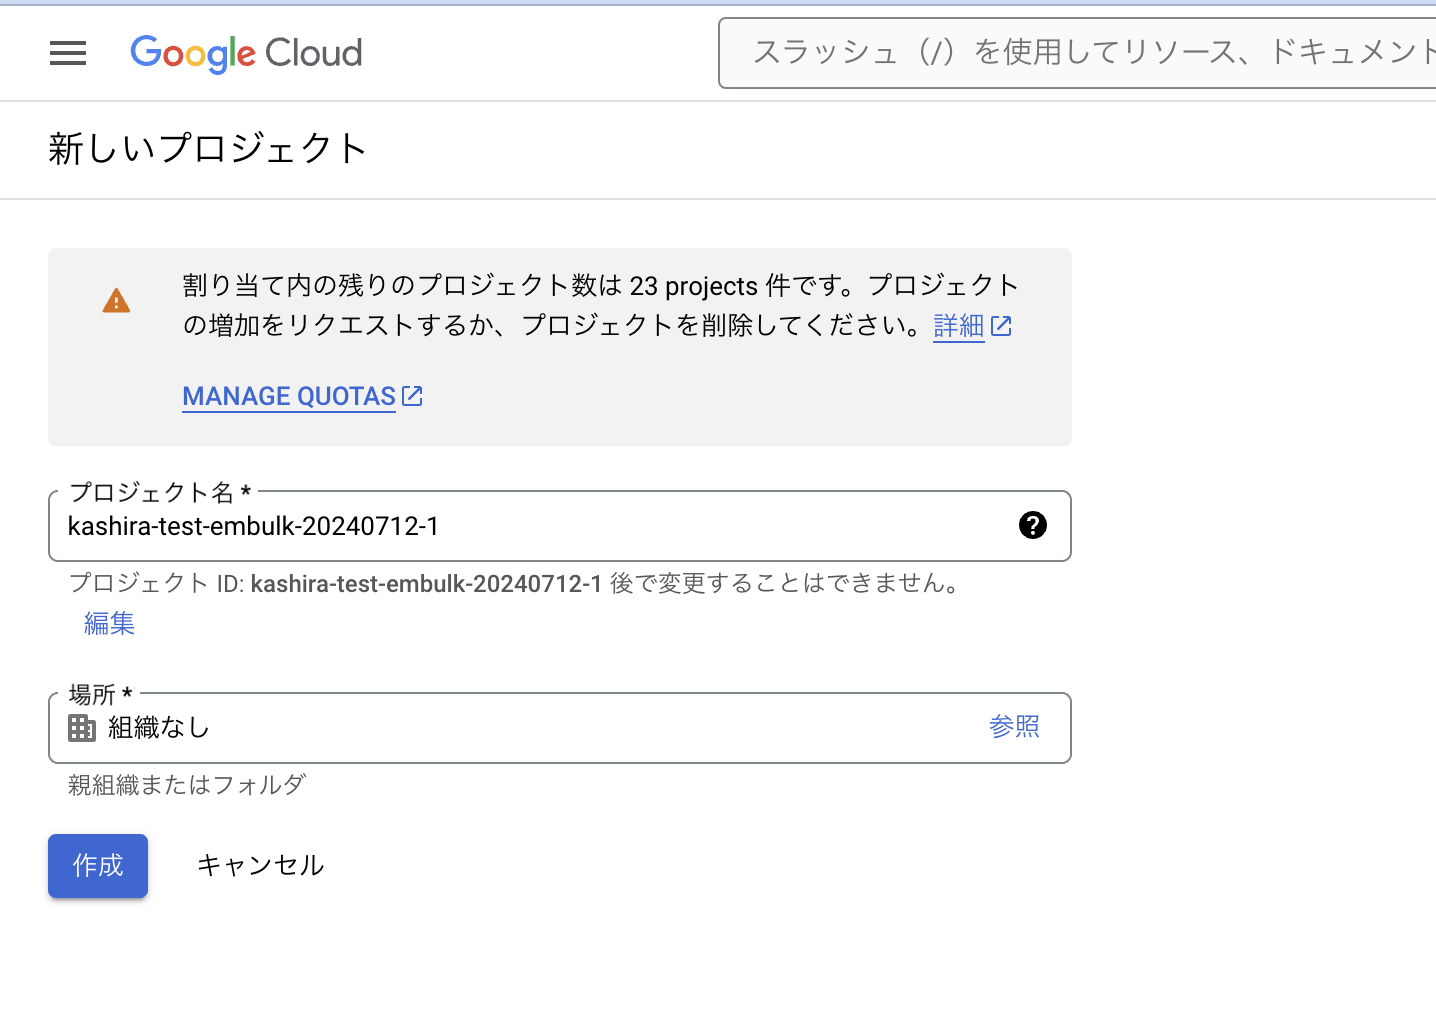 Google Cloud
スラッシュ（/）を使用してリソース、ドキュメント
新しいプロジェクト
割り当て内の残りのプロジェクト数は 23 projects 件です。プロジェクト
の増加をリクエストするか、プロジェクトを削除してください。詳細
MANAGE QUOTAS
プロジェクト名 *
kashira-test-embulk-20240712-1
プロジェクト ID: kashira-test-embulk-20240712-1 後で変更することはできません。
編集
場所 *
組織なし 参照
親組織またはフォルダ
作成 キャンセル